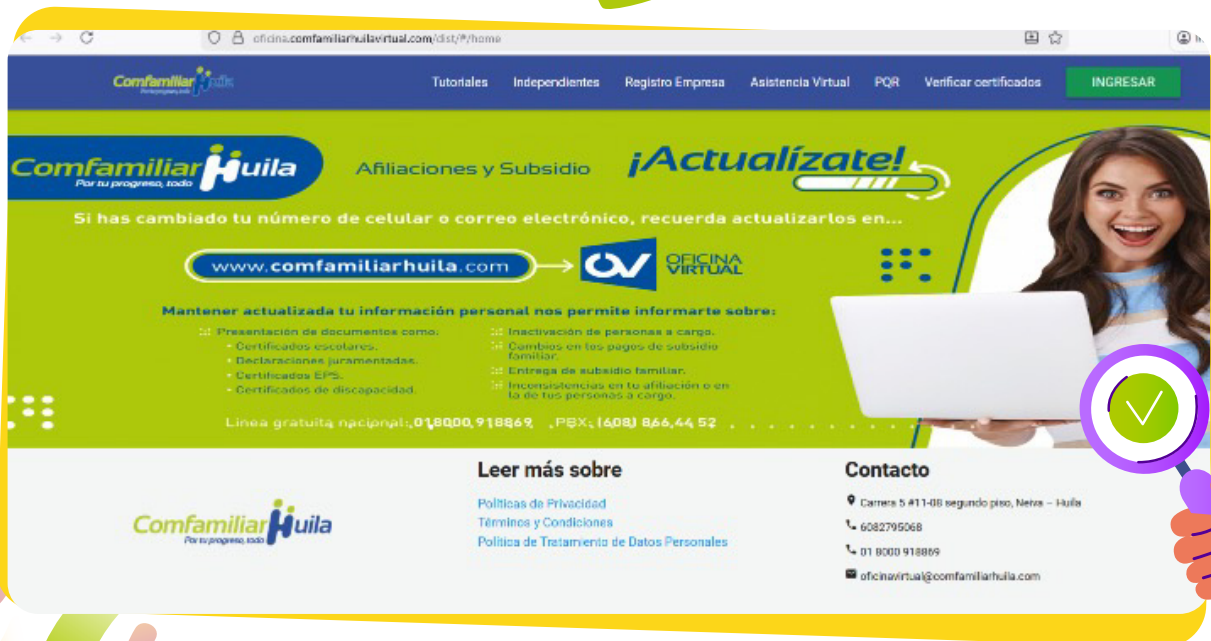 oficina.comfamiliarhuilavirtual.com/dist/#/home
Comfamiliar Huila
Tutoriales Independientes Registro Empresa Asistencia Virtual PQR Verificar certificados INGRESAR
Comfamiliar Huila
Por tu progreso, todo
Afiliaciones y Subsidio
¡Actualízate!
Si has cambiado tu número de celular o correo electrónico, recuerda actualizarlos en...
www.comfamiliarhuila.com
OV OFICINA
VIRTUAL
Mantener actualizada tu información personal nos permite informarte sobre:
Presentación de documentos como:
- Certificados escolares.
- Declaraciones juramentadas.
- Certificados EPS.
- Certificados de discapacidad.
Inactivación de personas a cargo.
Cambios en los pagos de subsidio
familiar.
Entrega de subsidio familiar.
Inconsistencias en tu afiliación o en
la de tus personas a cargo.
Línea gratuita nacional: 018000 918869 PBX: (608) 866 44 52
Comfamiliar Huila
Por tu progreso, todo
Leer más sobre
Políticas de Privacidad
Términos y Condiciones
Política de Tratamiento de Datos Personales
Contacto
Carrera 5 #11-08 segundo piso, Neiva – Huila
6082795068
01 8000 918869
oficinavirtual@comfamiliarhuila.com